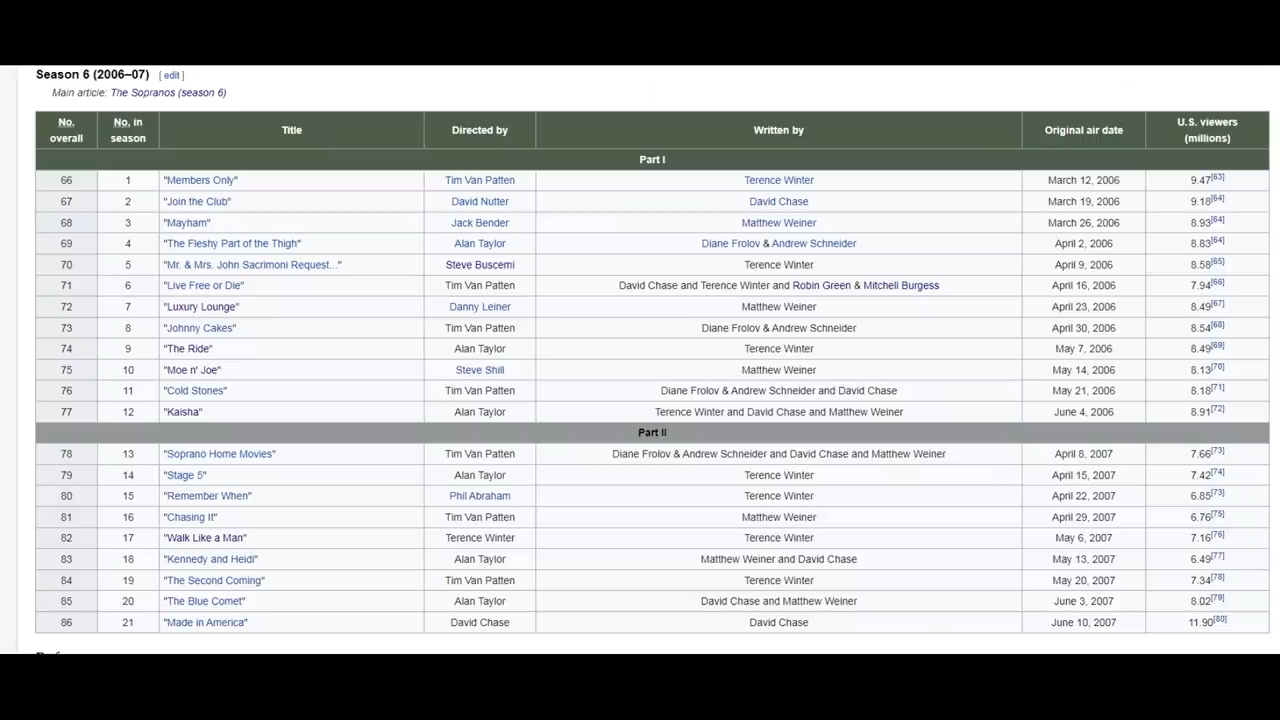 Season 6 (2006–07) [ edit ]
Main article: The Sopranos (season 6)
No. overall No. in season Title Directed by Written by Original air date U.S. viewers (millions)
Part I
66 1 "Members Only" Tim Van Patten Terence Winter March 12, 2006 9.47[63]
67 2 "Join the Club" David Nutter David Chase March 19, 2006 9.18[64]
68 3 "Mayham" Jack Bender Matthew Weiner March 26, 2006 8.93[64]
69 4 "The Fleshy Part of the Thigh" Alan Taylor Diane Frolov & Andrew Schneider April 2, 2006 8.83[64]
70 5 "Mr. & Mrs. John Sacrimoni Request..." Steve Buscemi Terence Winter April 9, 2006 8.58[65]
71 6 "Live Free or Die" Tim Van Patten David Chase and Terence Winter and Robin Green & Mitchell Burgess April 16, 2006 7.94[66]
72 7 "Luxury Lounge" Danny Leiner Matthew Weiner April 23, 2006 8.49[67]
73 8 "Johnny Cakes" Tim Van Patten Diane Frolov & Andrew Schneider April 30, 2006 8.54[68]
74 9 "The Ride" Alan Taylor Terence Winter May 7, 2006 8.49[69]
75 10 "Moe n' Joe" Steve Shill Matthew Weiner May 14, 2006 8.13[70]
76 11 "Cold Stones" Tim Van Patten Diane Frolov & Andrew Schneider and David Chase May 21, 2006 8.18[71]
77 12 "Kaisha" Alan Taylor Terence Winter and David Chase and Matthew Weiner June 4, 2006 8.91[72]
Part II
78 13 "Soprano Home Movies" Tim Van Patten Diane Frolov & Andrew Schneider and David Chase and Matthew Weiner April 8, 2007 7.66[73]
79 14 "Stage 5" Alan Taylor Terence Winter April 15, 2007 7.42[74]
80 15 "Remember When" Phil Abraham Terence Winter April 22, 2007 6.85[73]
81 16 "Chasing It" Tim Van Patten Matthew Weiner April 29, 2007 6.76[75]
82 17 "Walk Like a Man" Terence Winter Terence Winter May 6, 2007 7.16[76]
83 18 "Kennedy and Heidi" Alan Taylor Matthew Weiner and David Chase May 13, 2007 6.49[77]
84 19 "The Second Coming" Tim Van Patten Terence Winter May 20, 2007 7.34[78]
85 20 "The Blue Comet" Alan Taylor David Chase and Matthew Weiner June 3, 2007 8.02[79]
86 21 "Made in America" David Chase David Chase June 10, 2007 11.90[80]